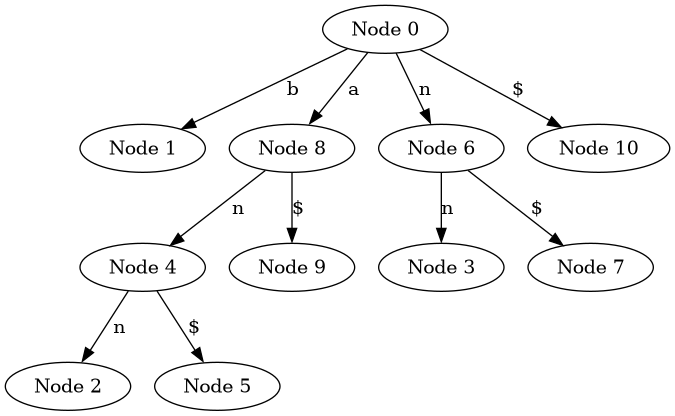 Node 0
b
a
n
$
Node 1
Node 8
Node 6
Node 10
n
$
n
$
Node 4
Node 9
Node 3
Node 7
n
$
Node 2
Node 5